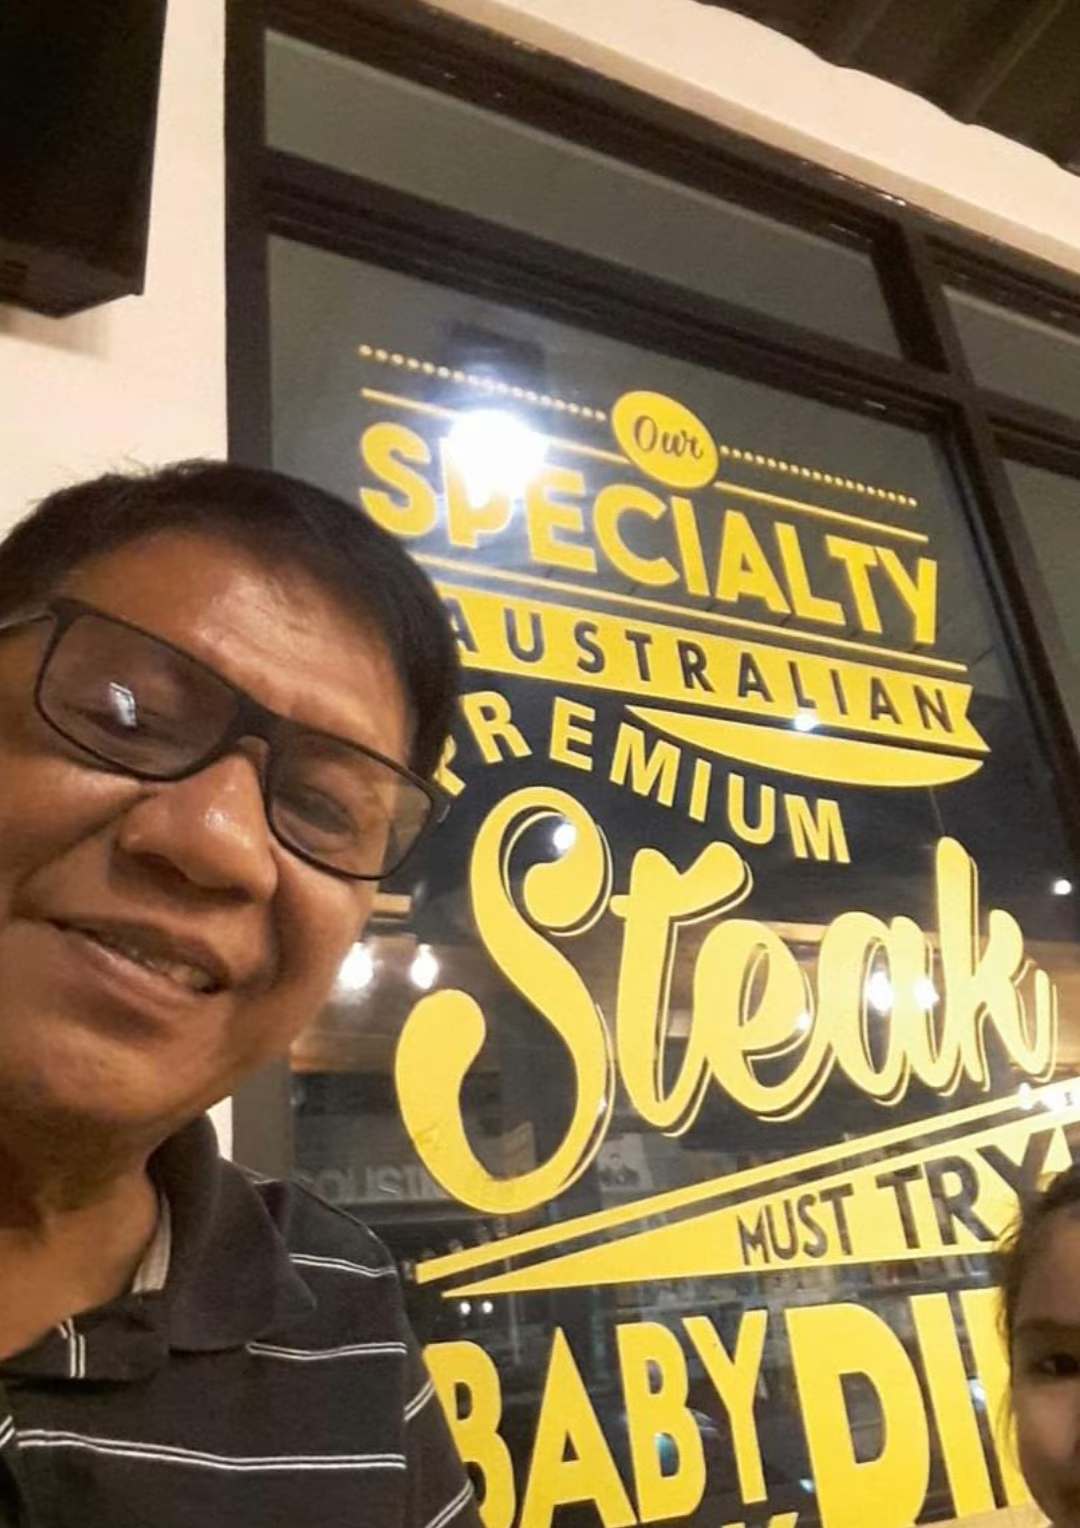 Our
SPECIALTY
AUSTRALIAN
PREMIUM
Steak
MUST TRY
BABY